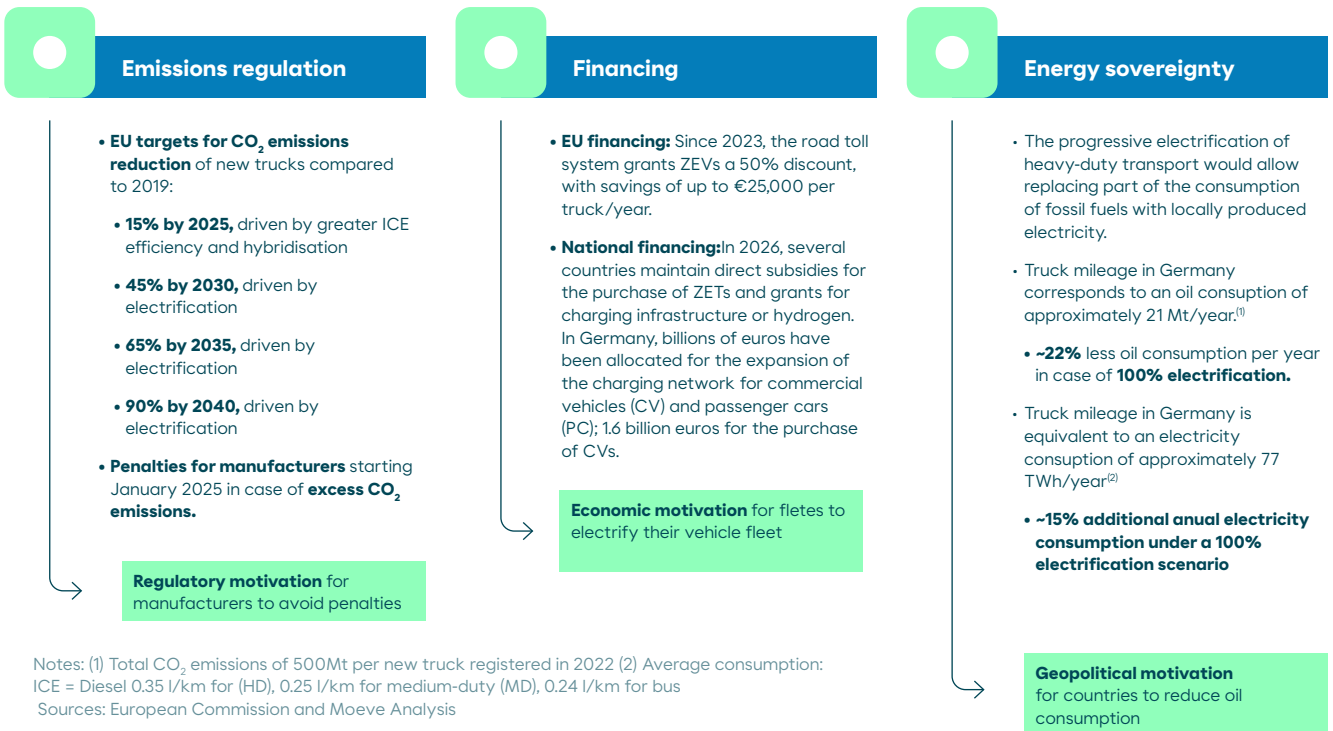 Emissions regulation
• EU targets for CO₂ emissions
reduction of new trucks compared
to 2019:
• 15% by 2025, driven by greater ICE
efficiency and hybridisation
• 45% by 2030, driven by
electrification
• 65% by 2035, driven by
electrification
• 90% by 2040, driven by
electrification
• Penalties for manufacturers starting
January 2025 in case of excess CO₂
emissions.
Regulatory motivation for
manufacturers to avoid penalties
Financing
• EU financing: Since 2023, the road toll
system grants ZEVs a 50% discount,
with savings of up to €25,000 per
truck/year.
• National financing:In 2026, several
countries maintain direct subsidies for
the purchase of ZETs and grants for
charging infrastructure or hydrogen.
In Germany, billions of euros have
been allocated for the expansion of
the charging network for commercial
vehicles (CV) and passenger cars
(PC); 1.6 billion euros for the purchase
of CVs.
Economic motivation for fletes to
electrify their vehicle fleet
Energy sovereignty
• The progressive electrification of
heavy-duty transport would allow
replacing part of the consumption
of fossil fuels with locally produced
electricity.
• Truck mileage in Germany
corresponds to an oil consuption of
approximately 21 Mt/year.⁽¹⁾
• ~22% less oil consumption per year
in case of 100% electrification.
• Truck mileage in Germany is
equivalent to an electricity
consuption of approximately 77
TWh/year⁽²⁾
• ~15% additional anual electricity
consumption under a 100%
electrification scenario
Geopolitical motivation
for countries to reduce oil
consumption
Notes: (1) Total CO₂ emissions of 500Mt per new truck registered in 2022 (2) Average consumption:
ICE = Diesel 0.35 l/km for (HD), 0.25 l/km for medium-duty (MD), 0.24 l/km for bus
Sources: European Commission and Moeve Analysis